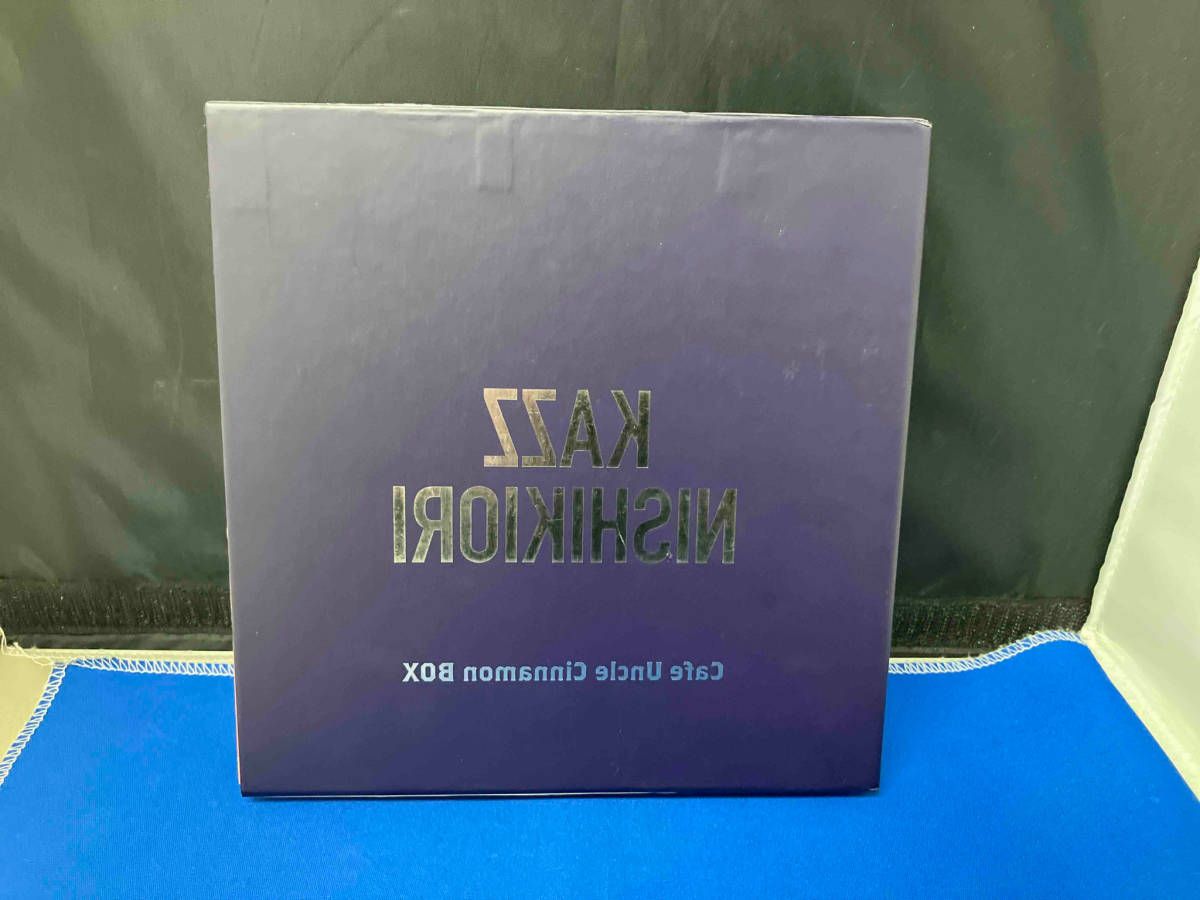 KAZZ
NISHIKIORI
Cafe Uncle Cinnamon BOX